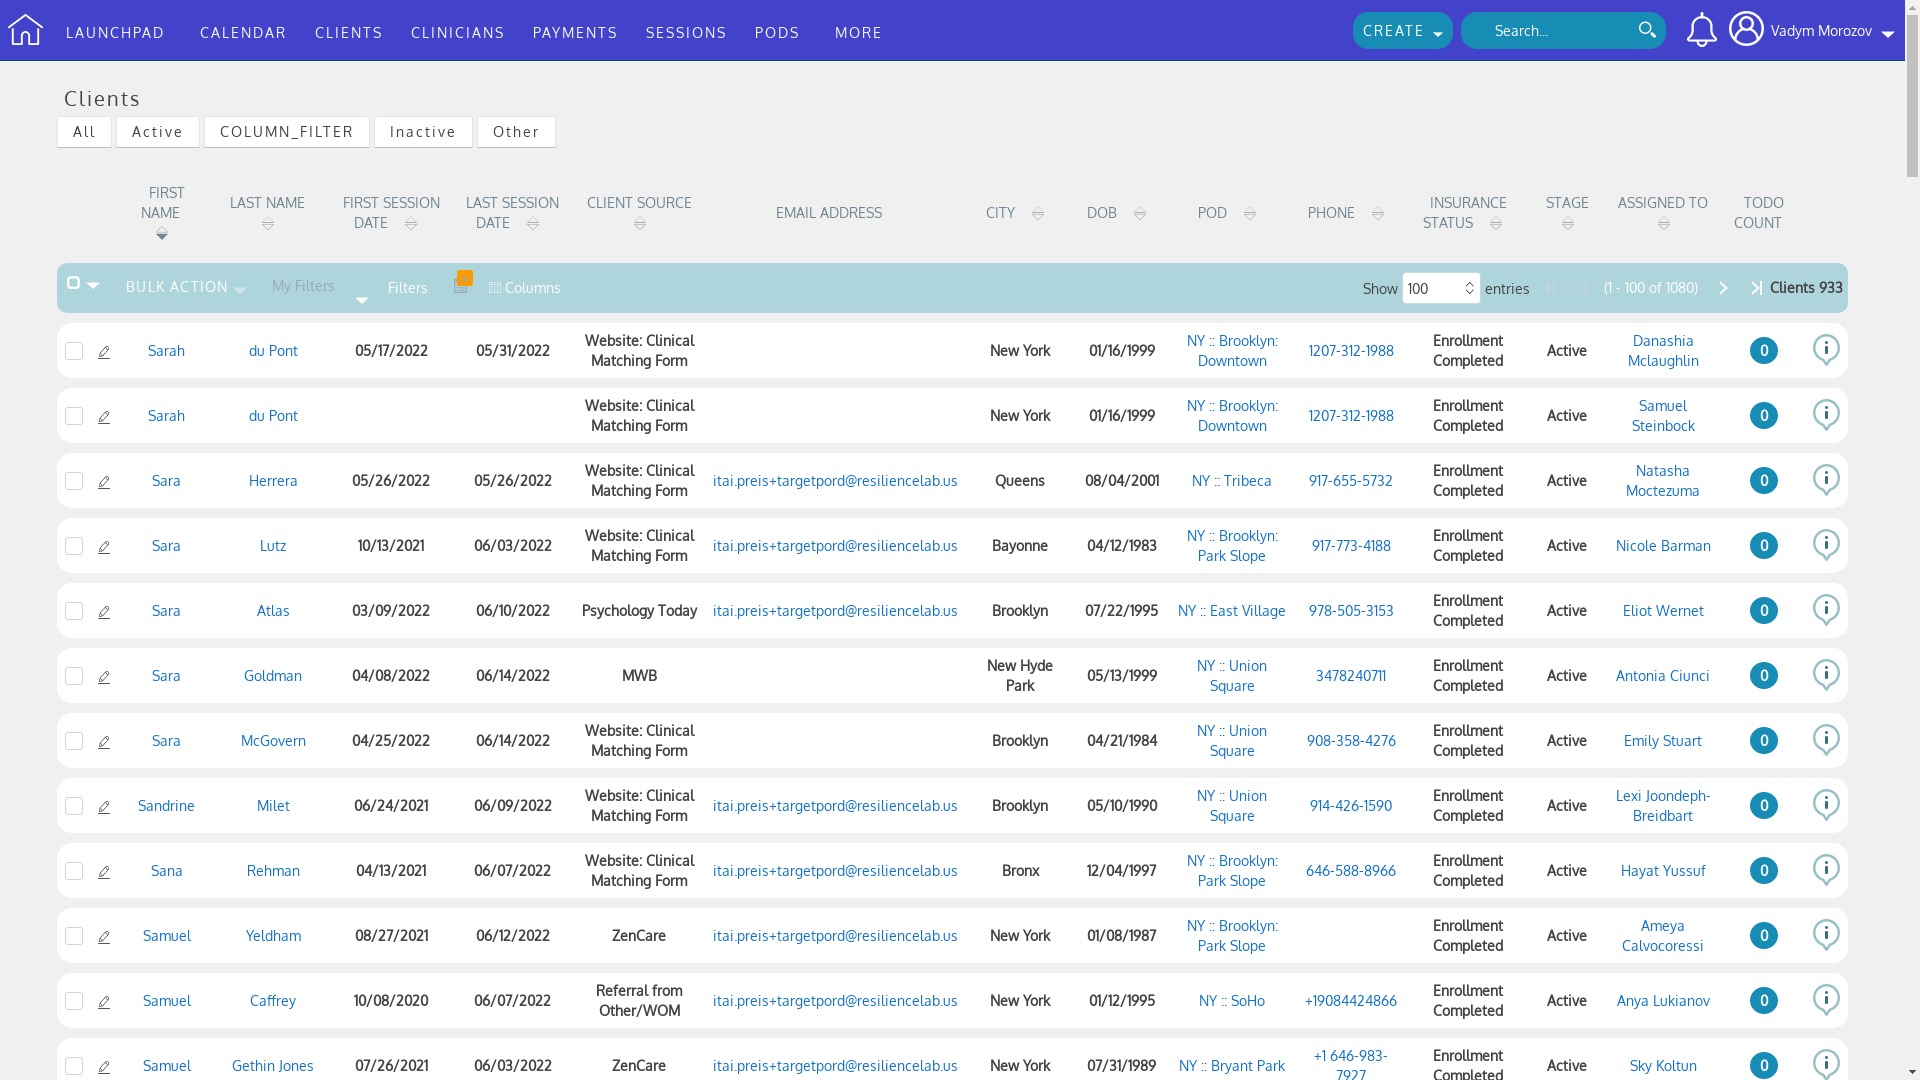 LAUNCHPAD CALENDAR CLIENTS CLINICIANS PAYMENTS SESSIONS PODS MORE CREATE Search... Vadym Morozov
Clients
All Active COLUMN_FILTER Inactive Other
FIRST NAME LAST NAME FIRST SESSION DATE LAST SESSION DATE CLIENT SOURCE EMAIL ADDRESS CITY DOB POD PHONE INSURANCE STATUS STAGE ASSIGNED TO TODO COUNT
BULK ACTION My Filters Filters Columns Show 100 entries (1 - 100 of 1080) Clients 933
Sarah du Pont 05/17/2022 05/31/2022 Website: Clinical Matching Form New York 01/16/1999 NY :: Brooklyn: Downtown 1207-312-1988 Enrollment Completed Active Danashia Mclaughlin 0
Sarah du Pont Website: Clinical Matching Form New York 01/16/1999 NY :: Brooklyn: Downtown 1207-312-1988 Enrollment Completed Active Samuel Steinbock 0
Sara Herrera 05/26/2022 05/26/2022 Website: Clinical Matching Form itai.preis+targetpord@resiliencelab.us Queens 08/04/2001 NY :: Tribeca 917-655-5732 Enrollment Completed Active Natasha Moctezuma 0
Sara Lutz 10/13/2021 06/03/2022 Website: Clinical Matching Form itai.preis+targetpord@resiliencelab.us Bayonne 04/12/1983 NY :: Brooklyn: Park Slope 917-773-4188 Enrollment Completed Active Nicole Barman 0
Sara Atlas 03/09/2022 06/10/2022 Psychology Today itai.preis+targetpord@resiliencelab.us Brooklyn 07/22/1995 NY :: East Village 978-505-3153 Enrollment Completed Active Eliot Wernet 0
Sara Goldman 04/08/2022 06/14/2022 MWB New Hyde Park 05/13/1999 NY :: Union Square 3478240711 Enrollment Completed Active Antonia Ciunci 0
Sara McGovern 04/25/2022 06/14/2022 Website: Clinical Matching Form Brooklyn 04/21/1984 NY :: Union Square 908-358-4276 Enrollment Completed Active Emily Stuart 0
Sandrine Milet 06/24/2021 06/09/2022 Website: Clinical Matching Form itai.preis+targetpord@resiliencelab.us Brooklyn 05/10/1990 NY :: Union Square 914-426-1590 Enrollment Completed Active Lexi Joondeph-Breidbart 0
Sana Rehman 04/13/2021 06/07/2022 Website: Clinical Matching Form itai.preis+targetpord@resiliencelab.us Bronx 12/04/1997 NY :: Brooklyn: Park Slope 646-588-8966 Enrollment Completed Active Hayat Yussuf 0
Samuel Yeldham 08/27/2021 06/12/2022 ZenCare itai.preis+targetpord@resiliencelab.us New York 01/08/1987 NY :: Brooklyn: Park Slope Enrollment Completed Active Ameya Calvocoressi 0
Samuel Caffrey 10/08/2020 06/07/2022 Referral from Other/WOM itai.preis+targetpord@resiliencelab.us New York 01/12/1995 NY :: SoHo +19084424866 Enrollment Completed Active Anya Lukianov 0
Samuel Gethin Jones 07/26/2021 06/03/2022 ZenCare itai.preis+targetpord@resiliencelab.us New York 07/31/1989 NY :: Bryant Park +1 646-983-7927 Enrollment Completed Active Sky Koltun 0